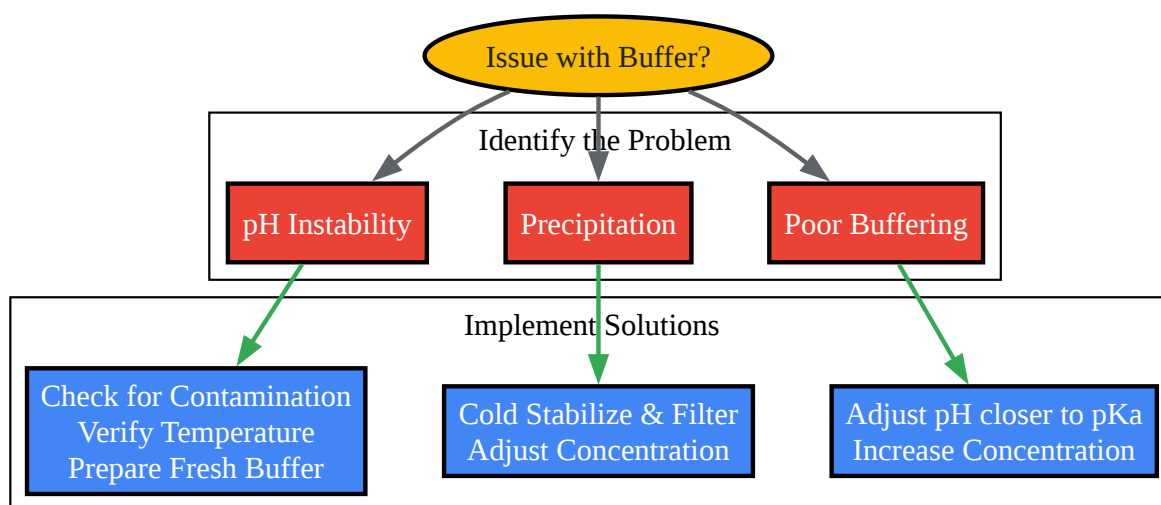 Issue with Buffer?
Identify the Problem
pH Instability
Precipitation
Poor Buffering
Implement Solutions
Check for Contamination
Verify Temperature
Prepare Fresh Buffer
Cold Stabilize & Filter
Adjust Concentration
Adjust pH closer to pKa
Increase Concentration